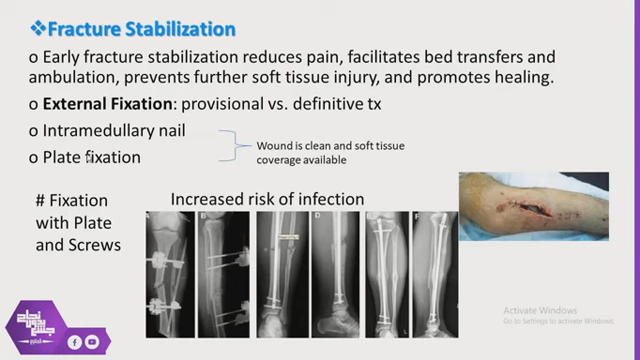 ❖Fracture Stabilization
o Early fracture stabilization reduces pain, facilitates bed transfers and
ambulation, prevents further soft tissue injury, and promotes healing.
o External Fixation: provisional vs. definitive tx
o Intramedullary nail
o Plate fixation
Wound is clean and soft tissue
coverage available
# Fixation
with Plate
and Screws
Increased risk of infection
A
B
D
E
F
Activate Windows
Go to Settings to activate Windows.